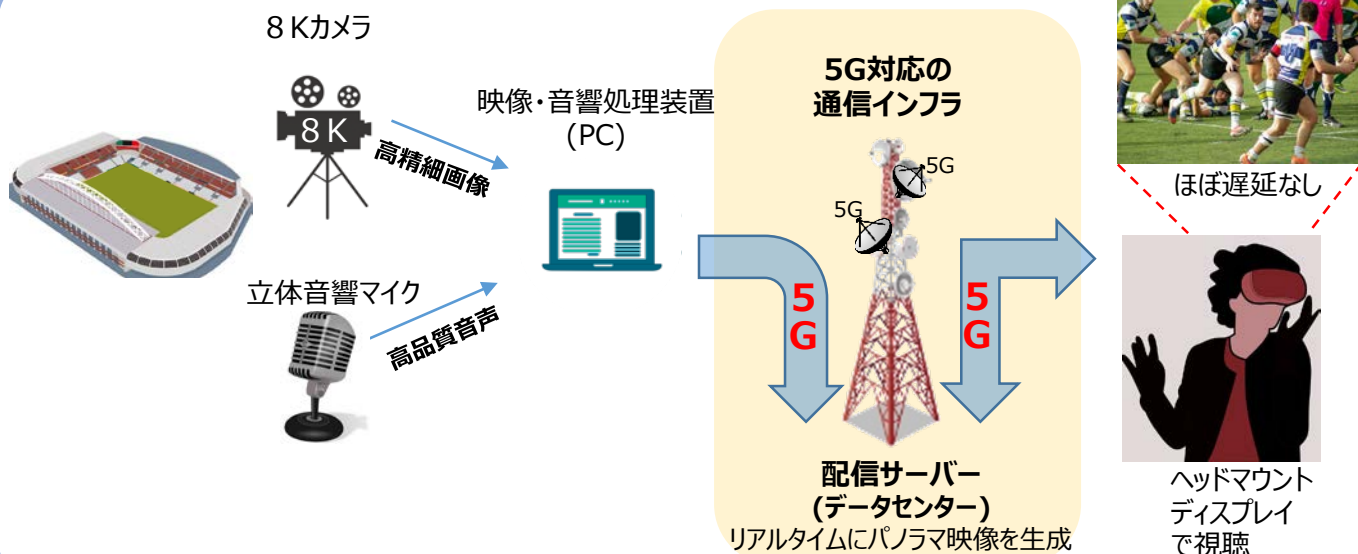 ８Kカメラ
８K
高精細画像
立体音響マイク
高品質音声
映像・音響処理装置
(PC)
5G対応の
通信インフラ
5G
5G
5
G
5
G
配信サーバー
(データセンター)
リアルタイムにパノラマ映像を生成
ほぼ遅延なし
ヘッドマウント
ディスプレイ
で視聴